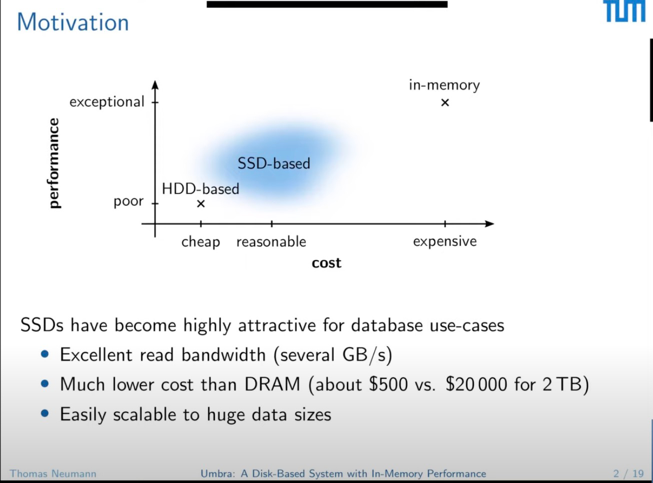 Motivation
TUM
in-memory
exceptional
performance
SSD-based
HDD-based
poor
cheap reasonable expensive
cost
SSDs have become highly attractive for database use-cases
Excellent read bandwidth (several GB/s)
Much lower cost than DRAM (about $500 vs. $20 000 for 2 TB)
Easily scalable to huge data sizes
Thomas Neumann Umbra: A Disk-Based System with In-Memory Performance 2 / 19